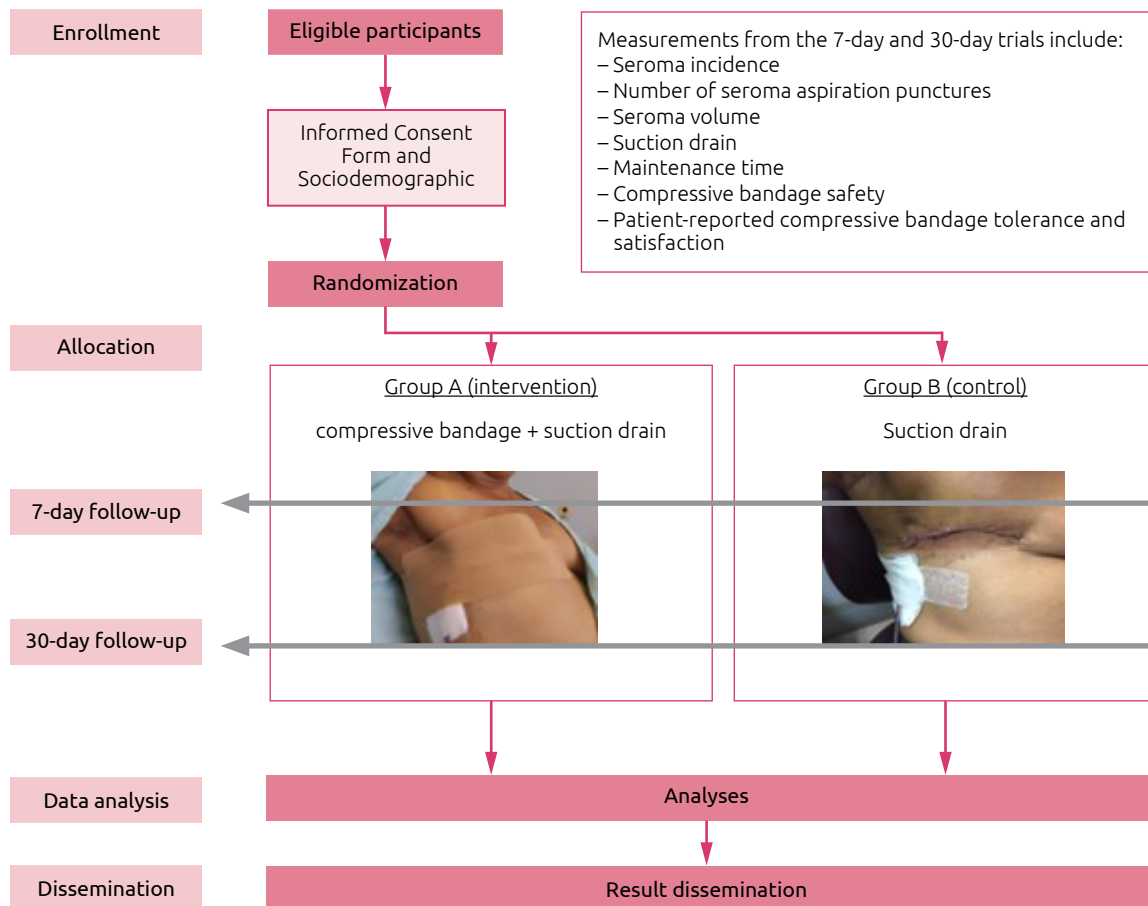 Enrollment
Eligible participants
Measurements from the 7-day and 30-day trials include:
– Seroma incidence
– Number of seroma aspiration punctures
– Seroma volume
– Suction drain
– Maintenance time
– Compressive bandage safety
– Patient-reported compressive bandage tolerance and
satisfaction
Informed Consent
Form and
Sociodemographic
Randomization
Allocation
Group A (intervention)
compressive bandage + suction drain
Group B (control)
Suction drain
7-day follow-up
30-day follow-up
Data analysis
Analyses
Dissemination
Result dissemination